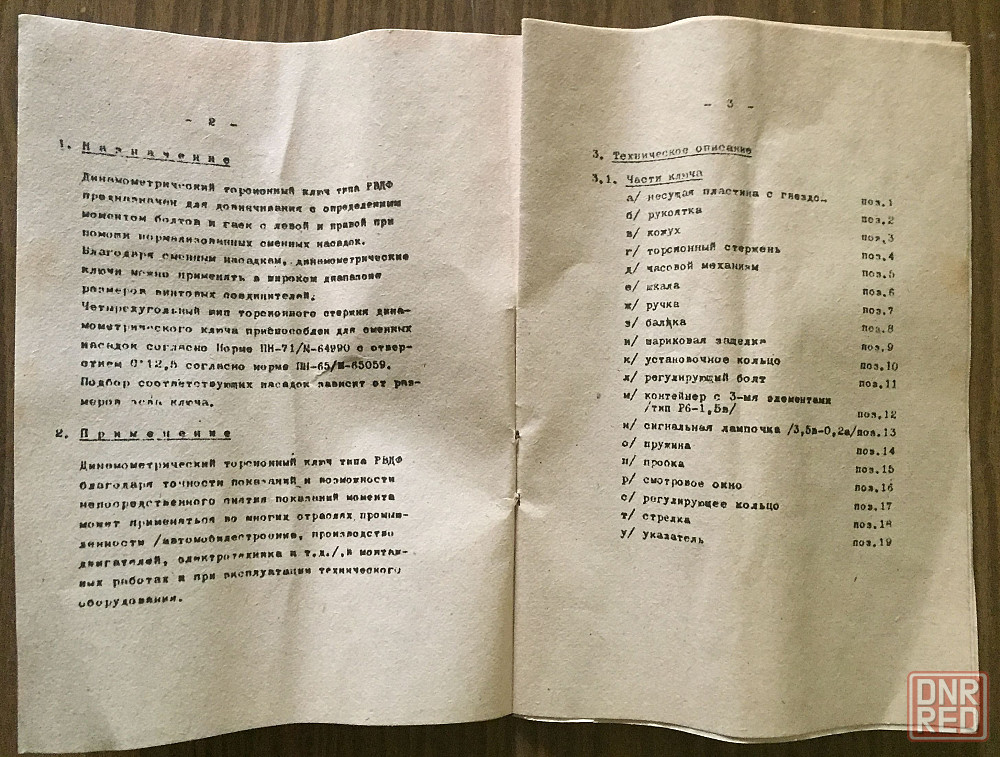 - 2 -
1. Назначение
Динамометрический торсионный ключ типа РВДФ
предназначен для довинчивания с определенным
моментом болтов и гаек с левой и правой при
помощи нормализованных сменных насадок.
Благодаря сменным насадкам, динамометрические
ключи можно применять в широком диапазоне
размеров винтовых соединителей.
Четырехугольный тип торсионного стержня дина-
мометрического ключа приспособлен для сменных
насадок согласно Норме ПН-71/М-64990 с отвер-
стием 0*12,5 согласно норме ПН-65/М-65059.
Подбор соответствующих насадок зависит от раз-
меров зева ключа.
2. Применение
Динамометрический торсионный ключ типа РВДФ
благодаря точности показаний и возможности
непосредственного снятия показаний момента
может применяться во многих отраслях промыш-
ленности /автомобилестроение, производство
двигателей, електротехника и т.д./,в монтаж-
ных работах и при эксплуатации технического
оборудования.
- 3 -
3. Техническое описание
3.1. Части ключа
а/ несущая пластина с гнездо_ поз.1
б/ рукоятка поз.2
в/ кожух поз.3
г/ торсионный стержень поз.4
д/ часовой механизм поз.5
е/ шкала поз.6
ж/ ручка поз.7
з/ балка поз.8
и/ шариковая защелка поз.9
к/ установочное кольцо поз.10
л/ регулирующий болт поз.11
м/ контейнер с 3-мя элементами
/тип Р6-1,5в/ поз.12
н/ сигнальная лампочка /3,5в-0,2а/поз.13
о/ пружина поз.14
п/ пробка поз.15
р/ смотровое окно поз.16
с/ регулирующее кольцо поз.17
т/ стрелка поз.18
у/ указатель поз.19
DNR
RED